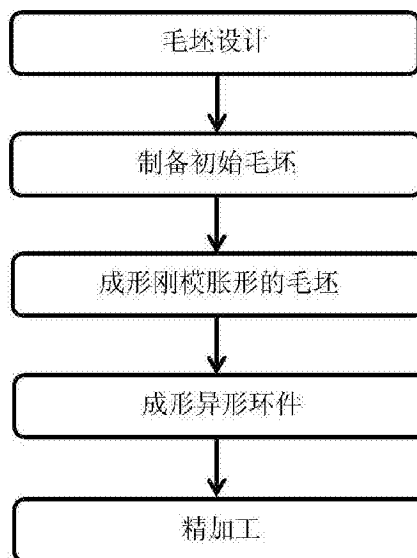 毛坯设计
制备初始毛坯
成形刚模胀形的毛坯
成形异形环件
精加工